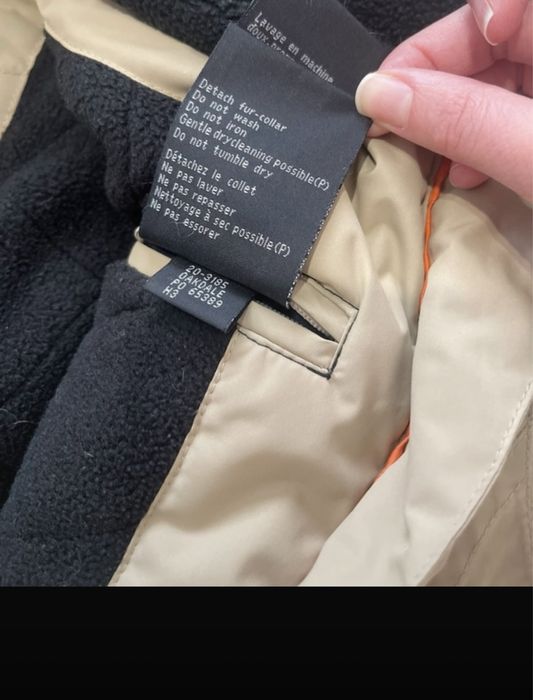 Lavage en machine
Detach fur-collar
Do not wash
Do not iron
Gentle drycleaning possible(P)
Do not tumble dry
Détachez le collet
Ne pas laver
Ne pas repasser
Nettoyage à sec possible(P)
Ne pas essorer
20-3185
OAKDALE
PO 65389
H3